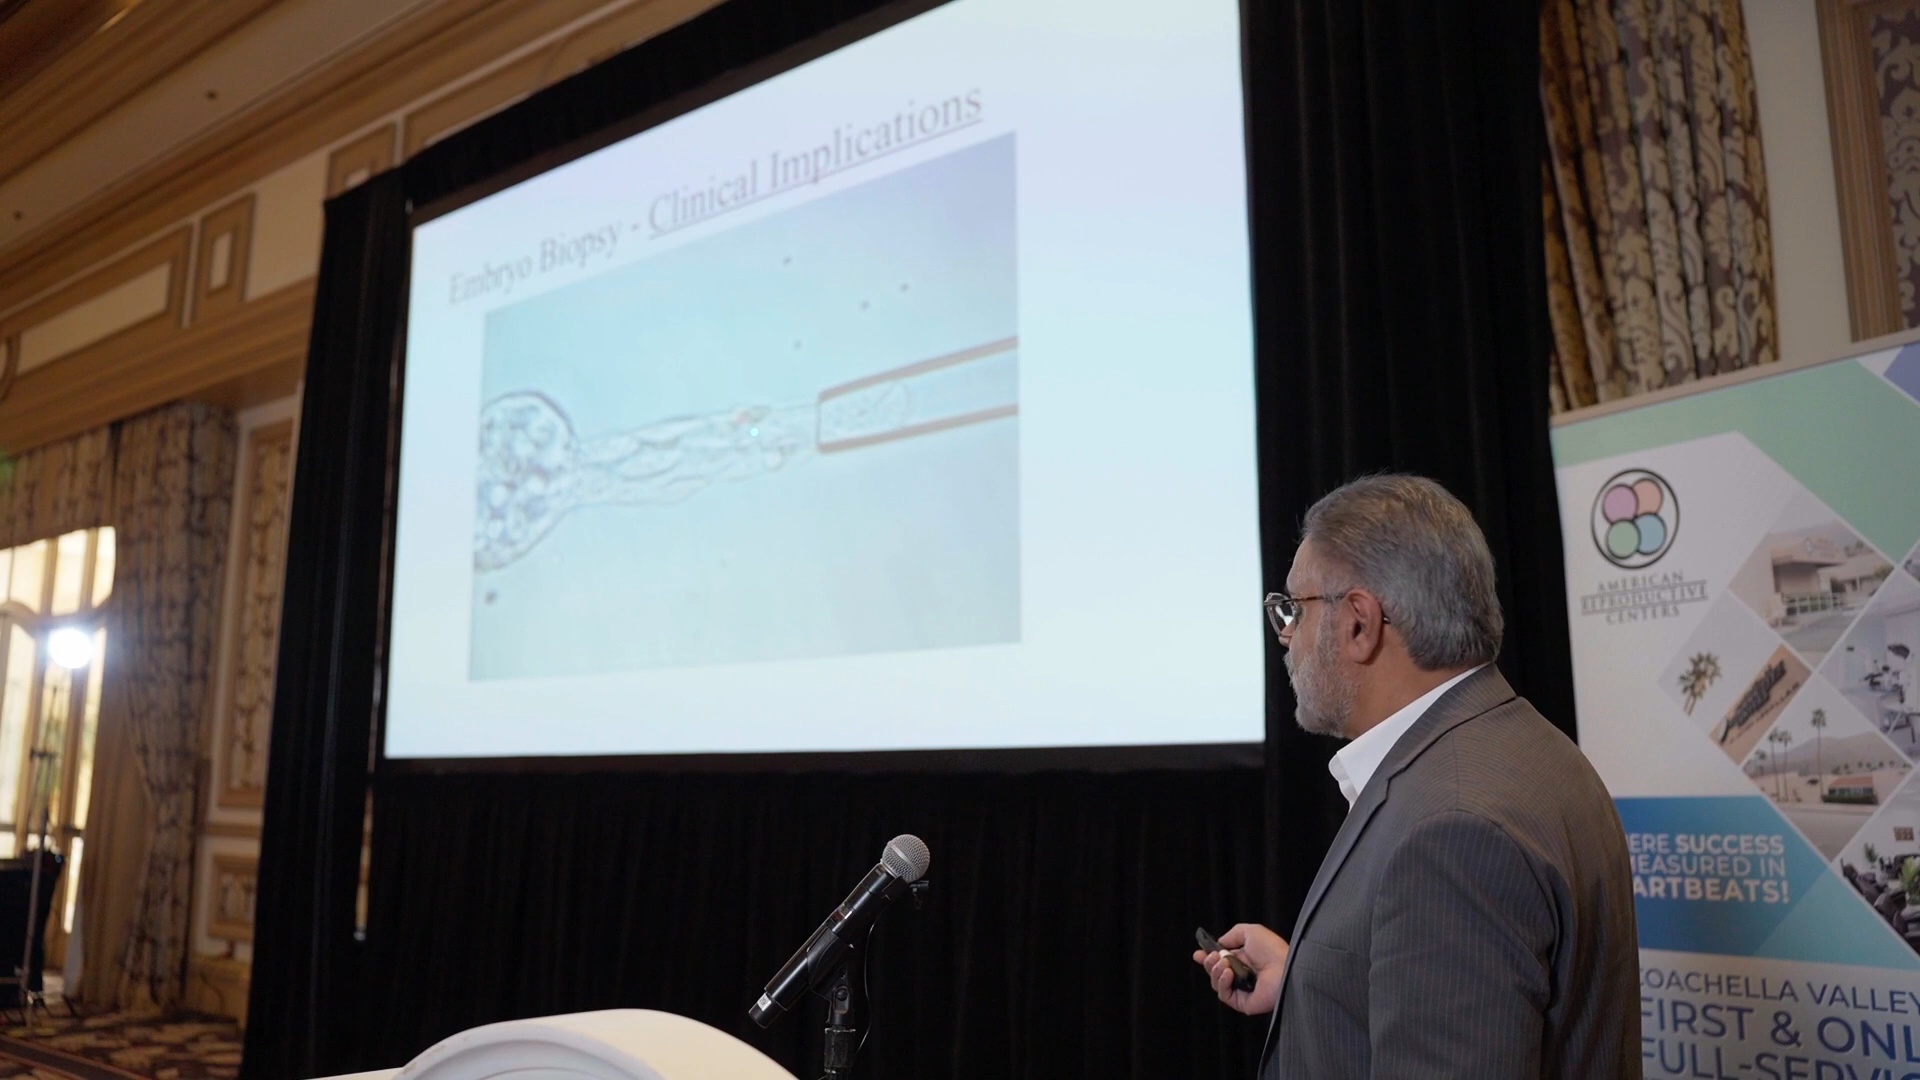 Embryo Biopsy - Clinical Implications
AMERICAN
REPRODUCTIVE
CENTERS
ERE SUCCESS
MEASURED IN
ARTBEATS!
COACHELLA VALLEY
FIRST & ONL
FULL-SERVIC